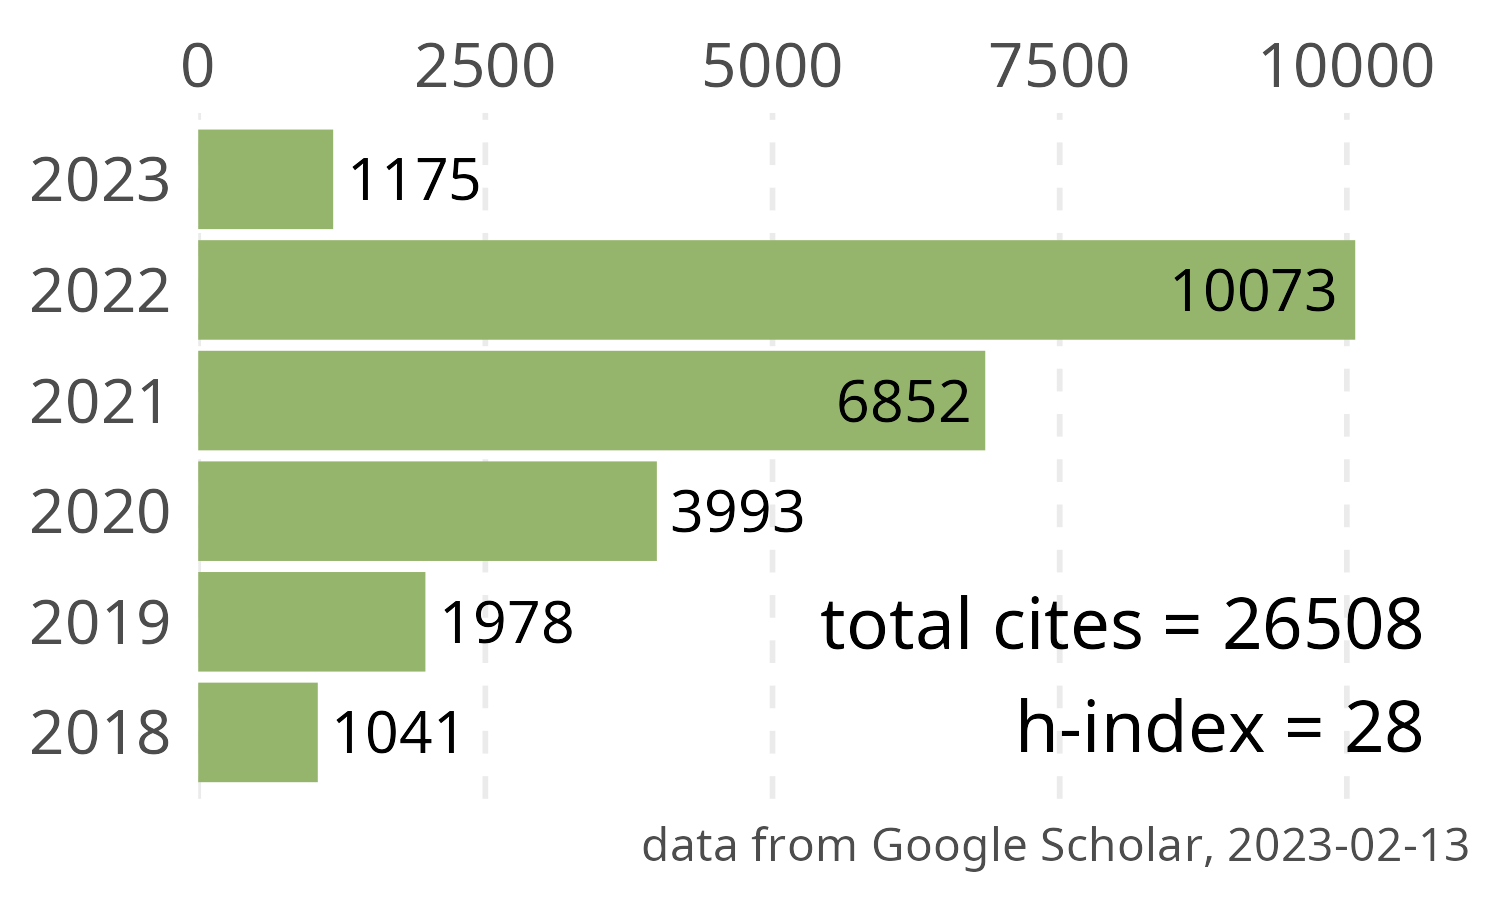 0 2500 5000 7500 10000
2023 1175
2022 10073
2021 6852
2020 3993
2019 1978 total cites = 26508
2018 1041 h-index = 28
data from Google Scholar, 2023-02-13